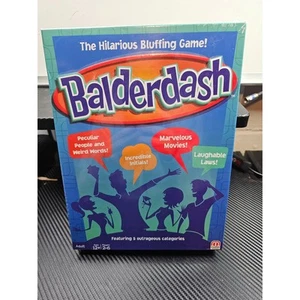 The Hilarious Bluffing Game!
Balderdash
Peculiar
People and
Weird Words!
Incredible
Initials!
Marvelous
Movies!
Laughable
Laws!
Featuring 5 outrageous categories
Adult